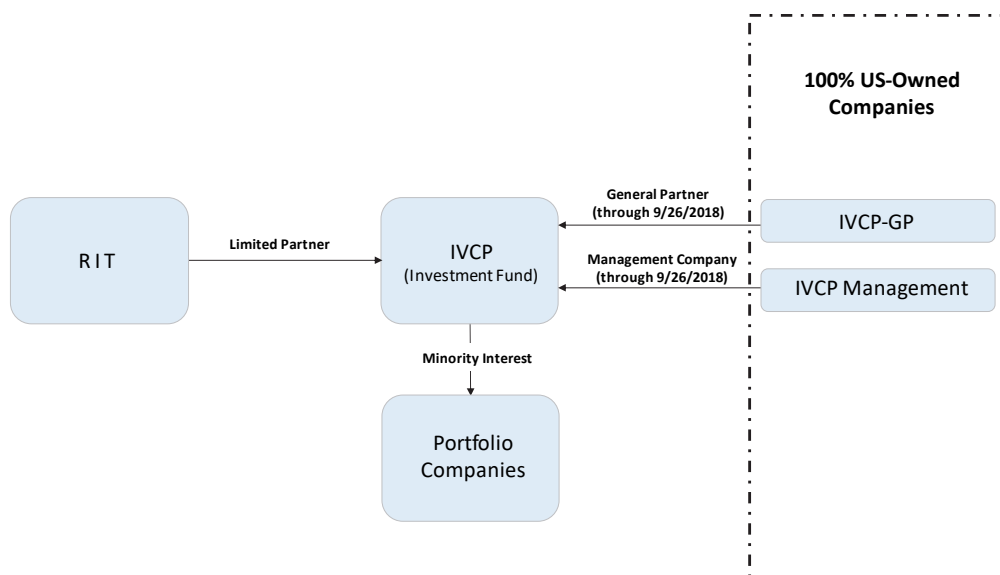 100% US-Owned
Companies
General Partner
(through 9/26/2018)
IVCP-GP
RIT
Limited Partner
IVCP
(Investment Fund)
Management Company
(through 9/26/2018)
IVCP Management
Minority Interest
Portfolio
Companies